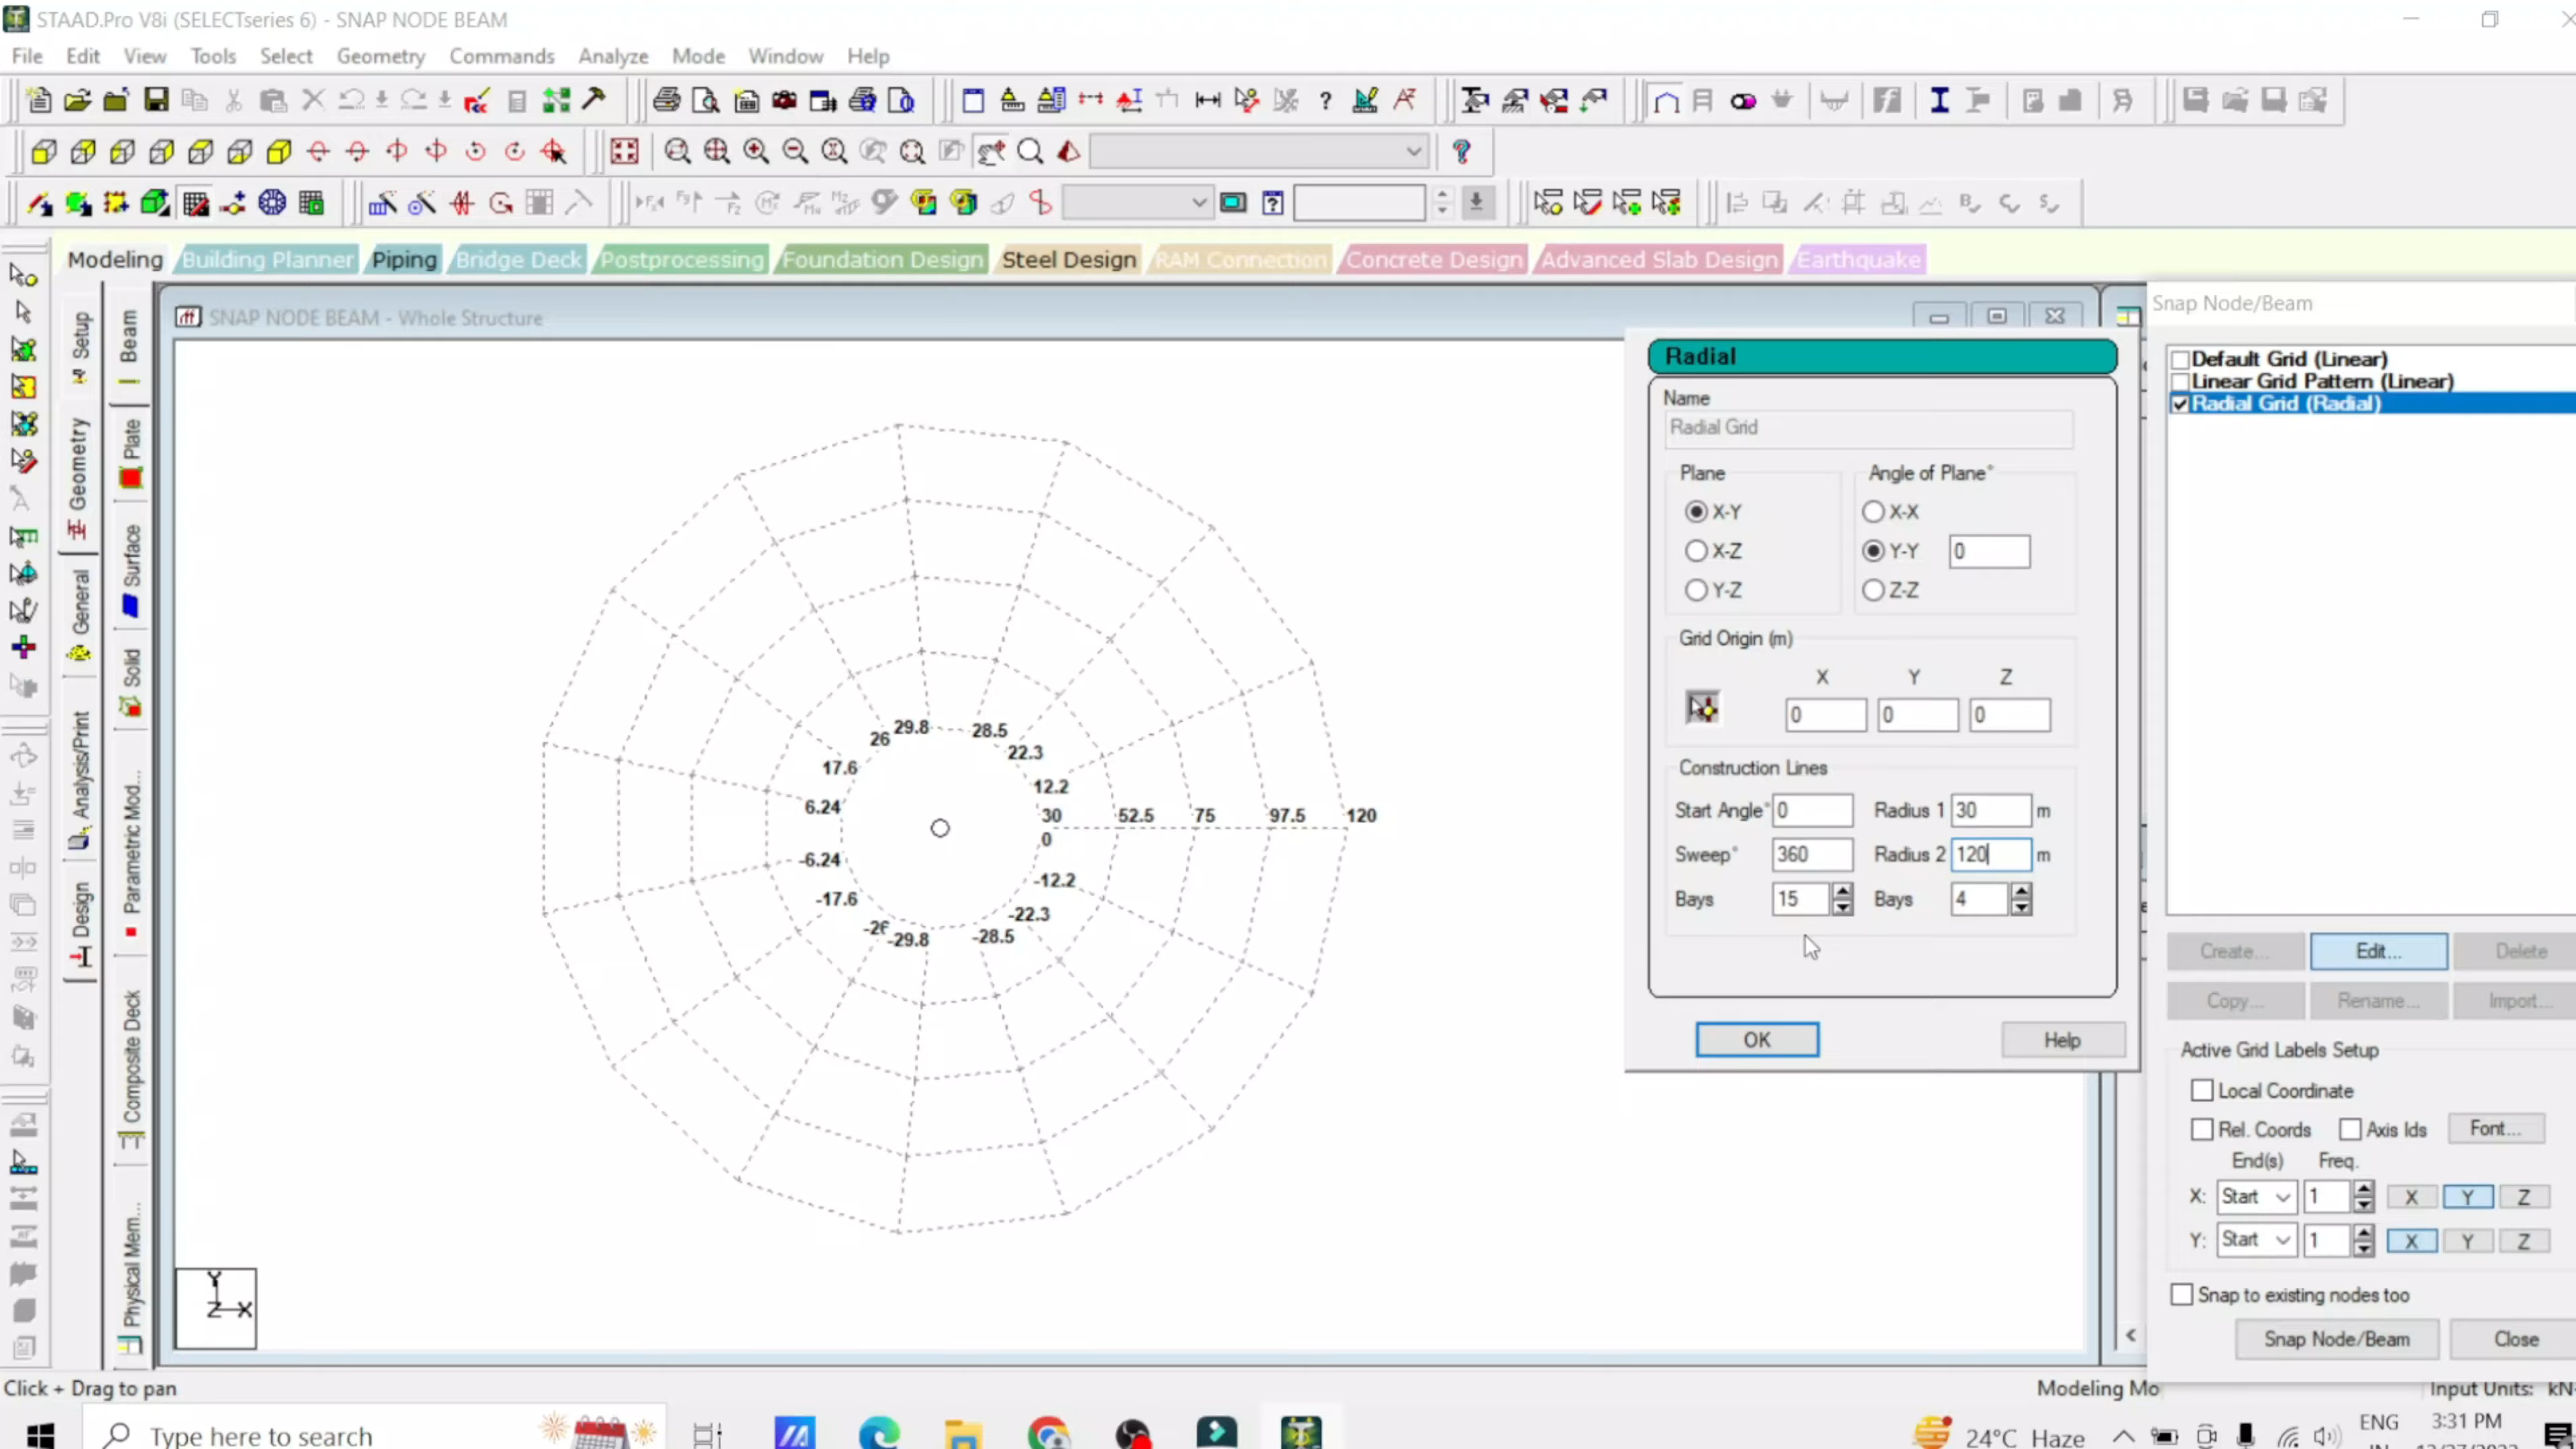 STAAD.Pro V8i (SELECTseries 6) - SNAP NODE BEAM
File Edit View Tools Select Geometry Commands Analyze Mode Window Help
Modeling Building Planner Piping Bridge Deck Postprocessing Foundation Design Steel Design RAM Connection Concrete Design Advanced Slab Design Earthquake
Setup
Geometry
General
Analysis/Print
Design
Beam
Plate
Surface
Solid
Parametric Mod...
Composite Deck
Physical Mem...
SNAP NODE BEAM - Whole Structure
29.8
28.5
26
22.3
17.6
12.2
6.24
30 52.5 75 97.5 120
0
-6.24
-12.2
-17.6
-22.3
-26
-29.8
-28.5
Y
Z X
Radial
Name
Radial Grid
Plane Angle of Plane°
X-Y X-X
X-Z Y-Y 0
Y-Z Z-Z
Grid Origin (m)
X Y Z
0 0 0
Construction Lines
Start Angle° 0 Radius 1 30 m
Sweep° 360 Radius 2 120 m
Bays 15 Bays 4
OK Help
Snap Node/Beam
Default Grid (Linear)
Linear Grid Pattern (Linear)
Radial Grid (Radial)
Create... Edit... Delete
Copy... Rename... Import...
Active Grid Labels Setup
Local Coordinate
Rel. Coords Axis Ids Font...
End(s) Freq.
X: Start 1 X Y Z
Y: Start 1 X Y Z
Snap to existing nodes too
Snap Node/Beam Close
Click + Drag to pan Modeling Mo Input Units: kN-
Type here to search 24°C Haze ENG 3:31 PM